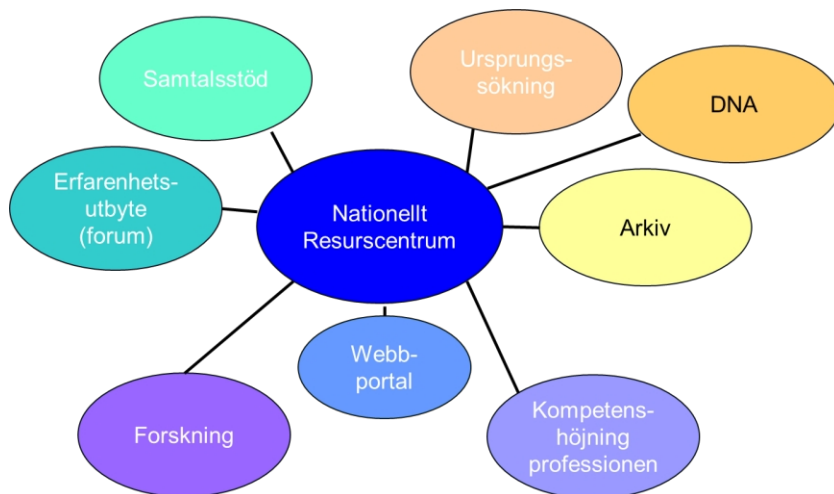 Samtalsstöd
Ursprungs-
sökning
DNA
Erfarenhets-
utbyte
(forum)
Nationellt
Resurscentrum
Arkiv
Webb-
portal
Forskning
Kompetens-
höjning
professionen